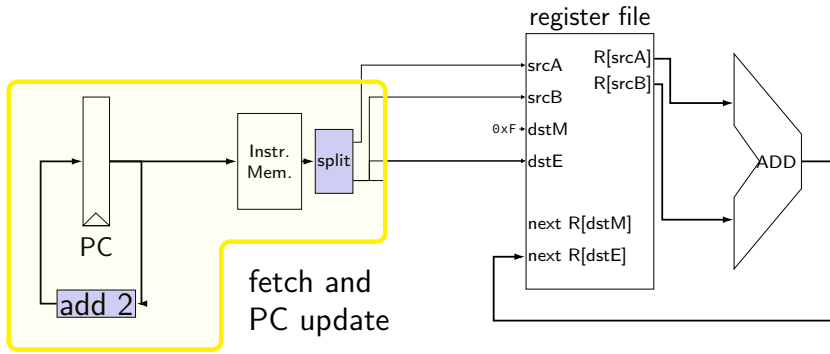 register file
srcA
srcB
0xF
dstM
dstE
next R[dstM]
next R[dstE]
R[srcA]
R[srcB]
ADD
Instr.
Mem.
split
PC
add 2
fetch and
PC update